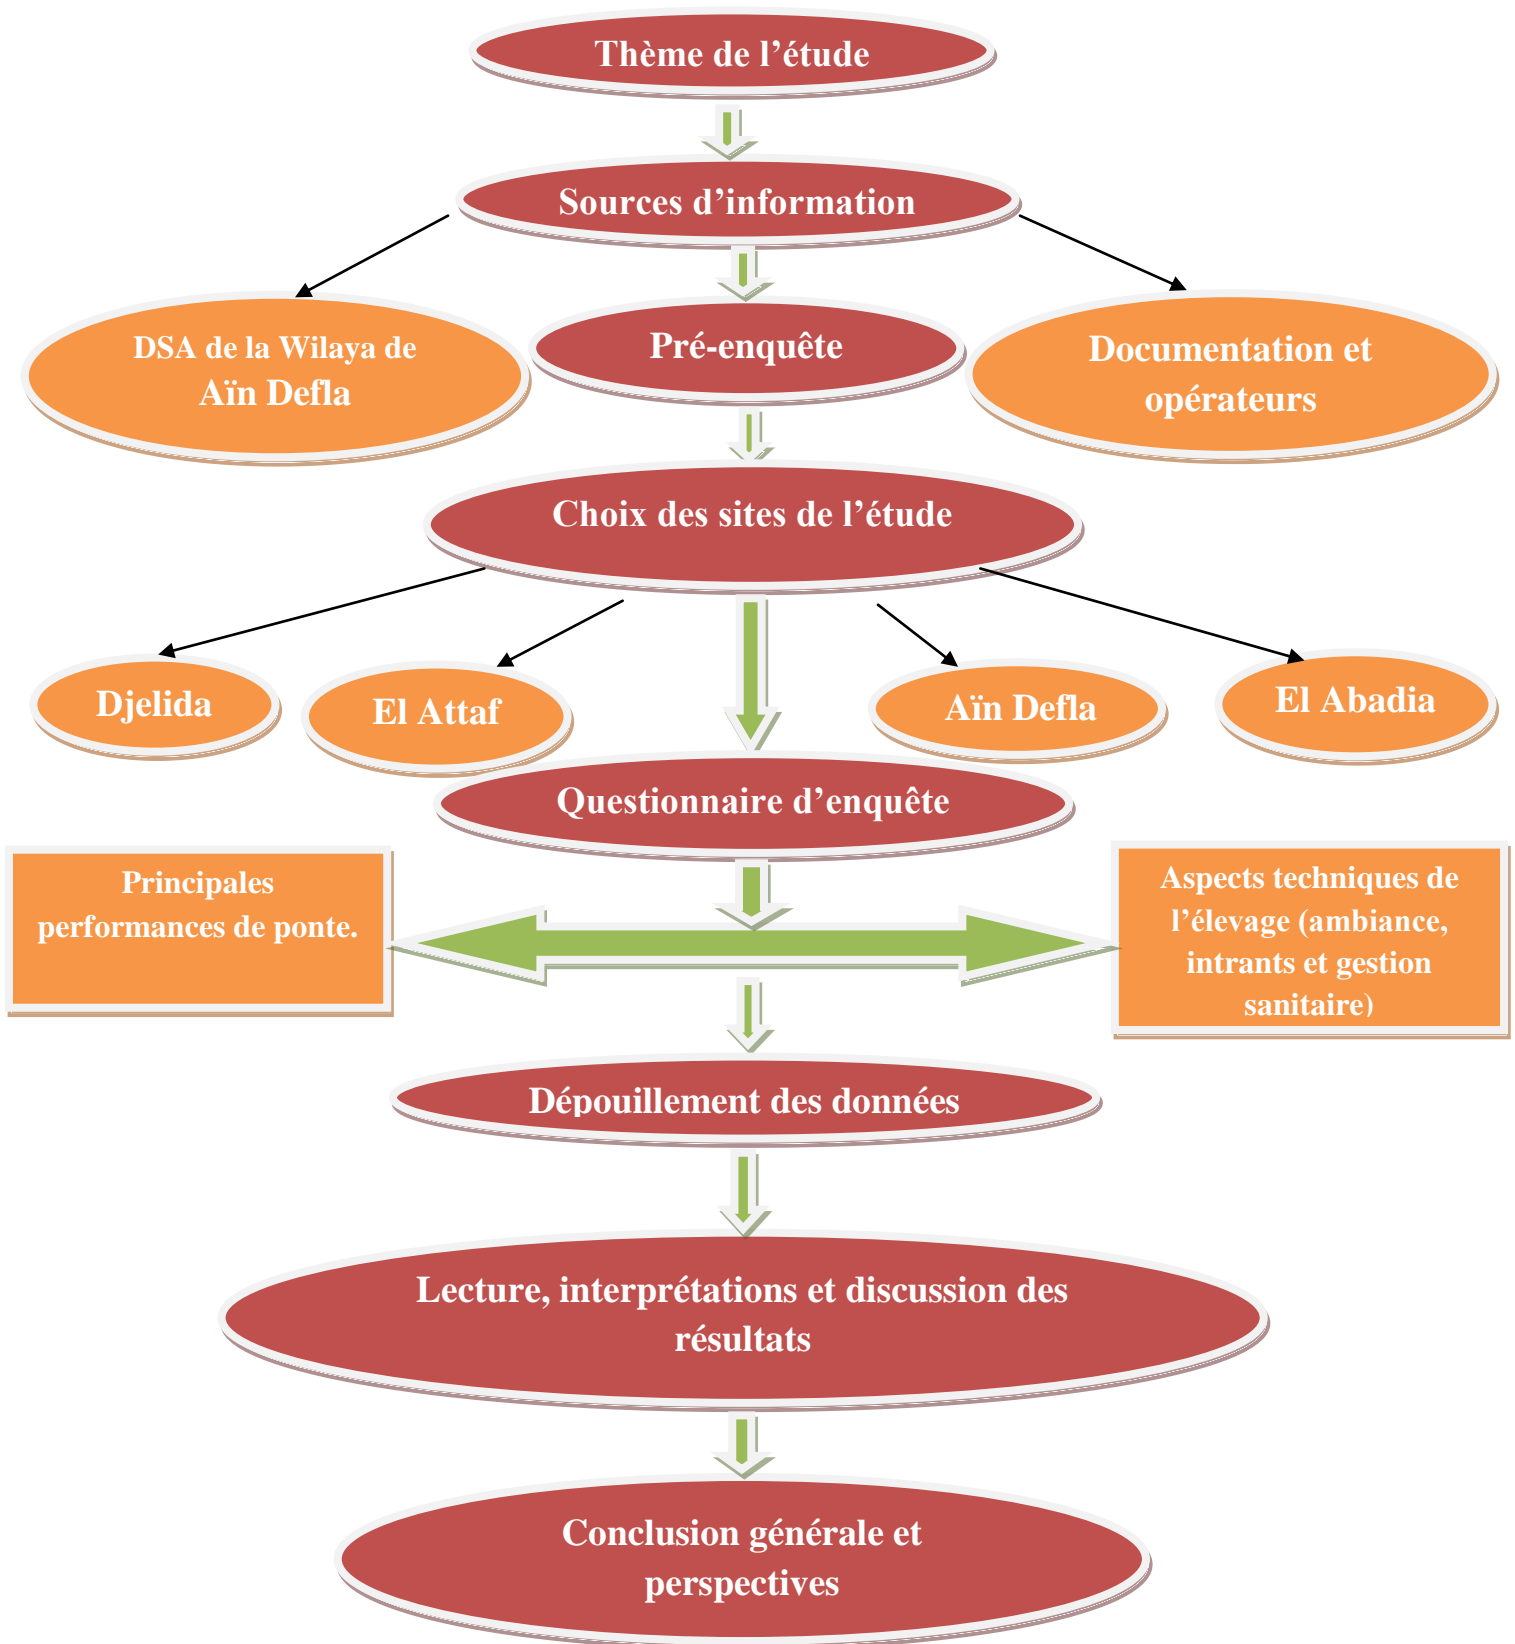 Thème de l’étude
Sources d’information
DSA de la Wilaya de
Aïn Defla
Pré-enquête
Documentation et
opérateurs
Choix des sites de l’étude
Djelida
El Attaf
Aïn Defla
El Abadia
Questionnaire d’enquête
Principales
performances de ponte.
Aspects techniques de
l’élevage (ambiance,
intrants et gestion
sanitaire)
Dépouillement des données
Lecture, interprétations et discussion des
résultats
Conclusion générale et
perspectives